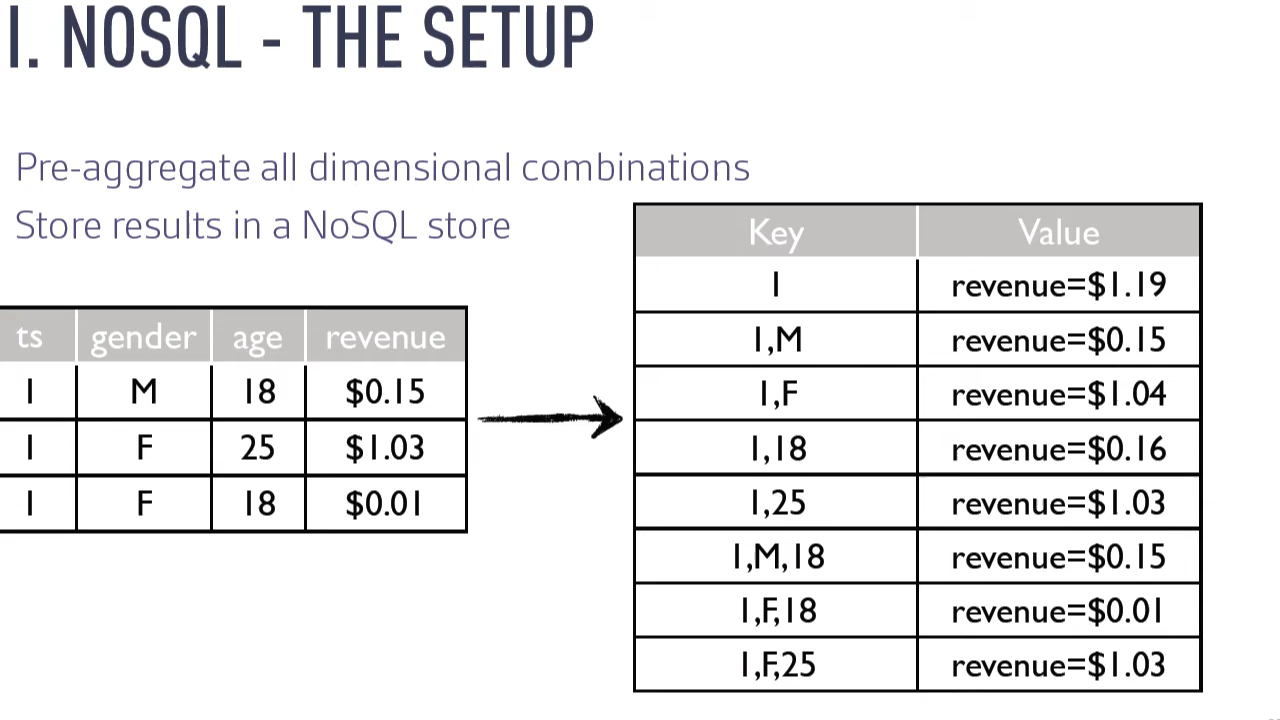 I. NOSQL - THE SETUP
Pre-aggregate all dimensional combinations
Store results in a NoSQL store
ts gender age revenue
1 M 18 $0.15
1 F 25 $1.03
1 F 18 $0.01
Key Value
1 revenue=$1.19
1,M revenue=$0.15
1,F revenue=$1.04
1,18 revenue=$0.16
1,25 revenue=$1.03
1,M,18 revenue=$0.15
1,F,18 revenue=$0.01
1,F,25 revenue=$1.03